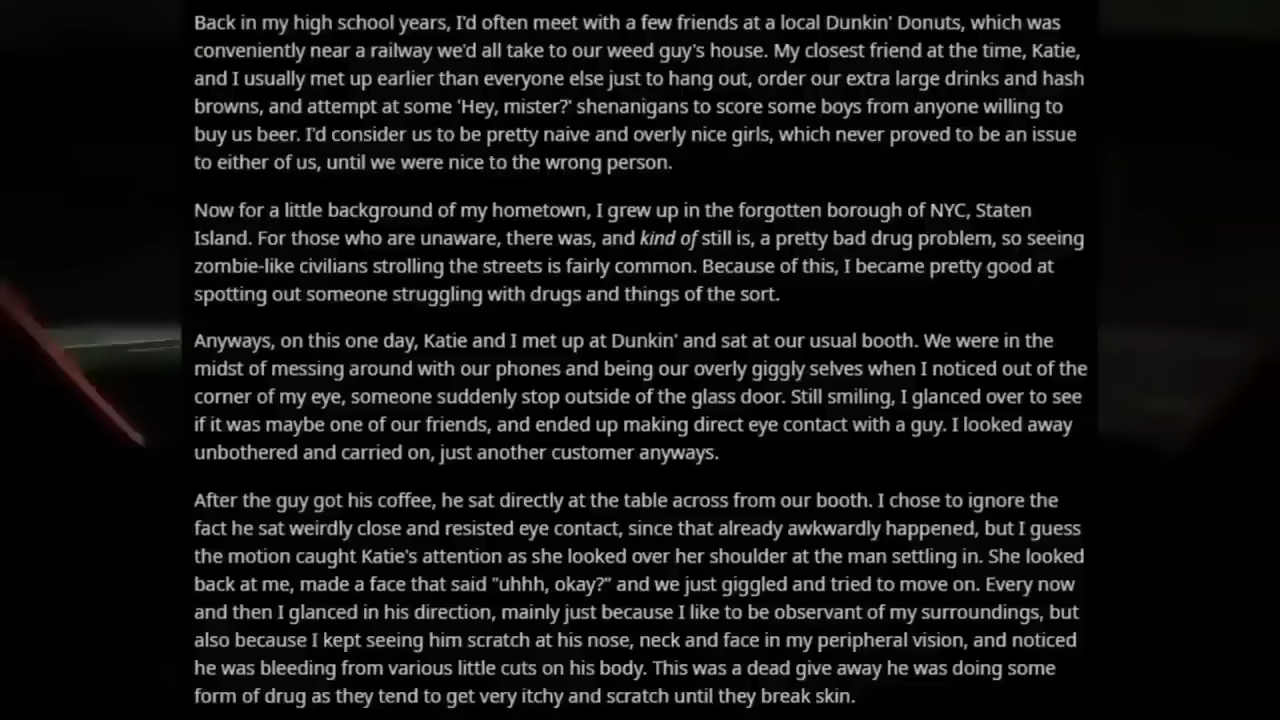 Back in my high school years, I'd often meet with a few friends at a local Dunkin' Donuts, which was
conveniently near a railway we'd all take to our weed guy's house. My closest friend at the time, Katie,
and I usually met up earlier than everyone else just to hang out, order our extra large drinks and hash
browns, and attempt at some 'Hey, mister?' shenanigans to score some boys from anyone willing to
buy us beer. I'd consider us to be pretty naive and overly nice girls, which never proved to be an issue
to either of us, until we were nice to the wrong person.
Now for a little background of my hometown, I grew up in the forgotten borough of NYC, Staten
Island. For those who are unaware, there was, and kind of still is, a pretty bad drug problem, so seeing
zombie-like civilians strolling the streets is fairly common. Because of this, I became pretty good at
spotting out someone struggling with drugs and things of the sort.
Anyways, on this one day, Katie and I met up at Dunkin' and sat at our usual booth. We were in the
midst of messing around with our phones and being our overly giggly selves when I noticed out of the
corner of my eye, someone suddenly stop outside of the glass door. Still smiling, I glanced over to see
if it was maybe one of our friends, and ended up making direct eye contact with a guy. I looked away
unbothered and carried on, just another customer anyways.
After the guy got his coffee, he sat directly at the table across from our booth. I chose to ignore the
fact he sat weirdly close and resisted eye contact, since that already awkwardly happened, but I guess
the motion caught Katie's attention as she looked over her shoulder at the man settling in. She looked
back at me, made a face that said "uhhh, okay?" and we just giggled and tried to move on. Every now
and then I glanced in his direction, mainly just because I like to be observant of my surroundings, but
also because I kept seeing him scratch at his nose, neck and face in my peripheral vision, and noticed
he was bleeding from various little cuts on his body. This was a dead give away he was doing some
form of drug as they tend to get very itchy and scratch until they break skin.